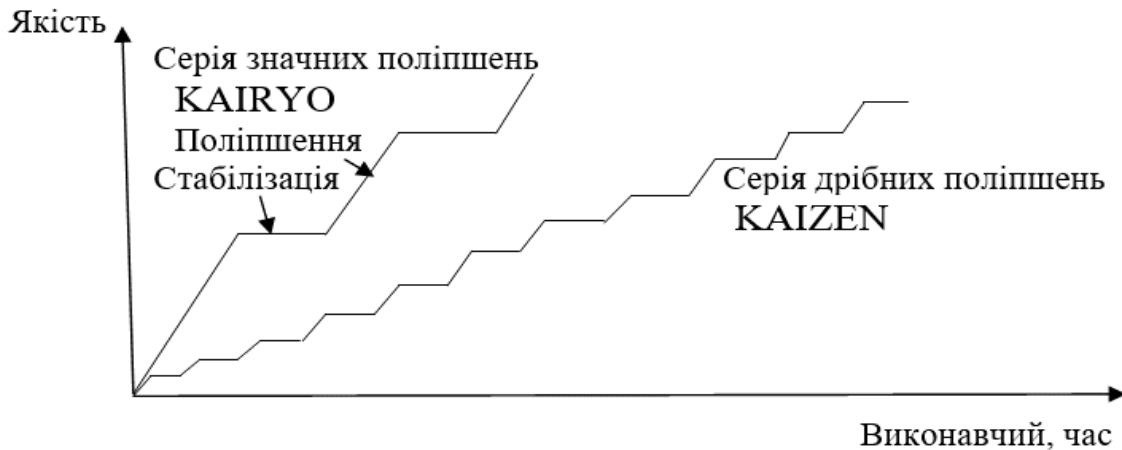 Якість
Серія значних поліпшень
KAIRYO
Поліпшення
Стабілізація
Серія дрібних поліпшень
KAIZEN
Виконавчий, час